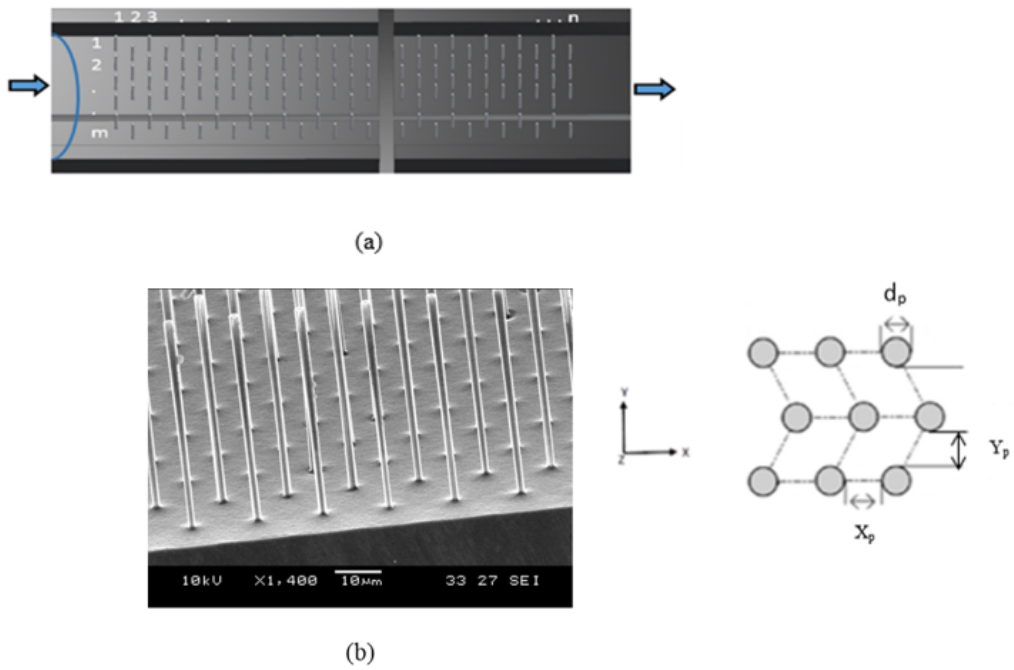 1 2 3 . . . . . . n
1
2
.
.
m
(a)
10kV X1,400 10μm 33 27 SEI
Y
Z X
dp
Yp
Xp
(b)